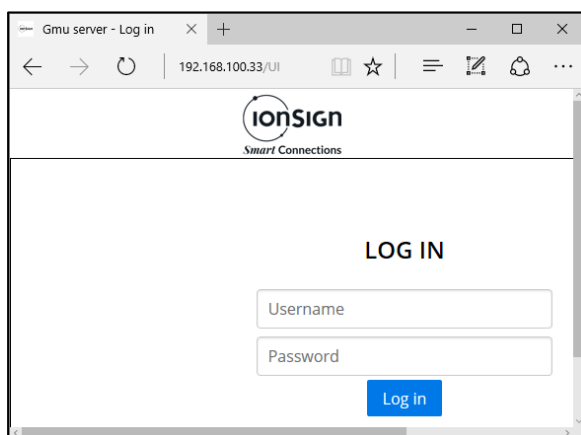 Gmu server - Log in
192.168.100.33/UI
ionSign
Smart Connections
LOG IN
Username
Password
Log in